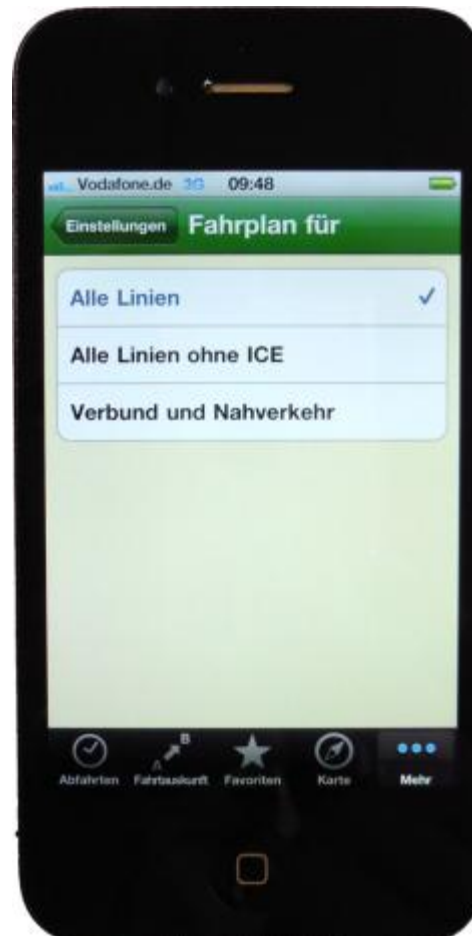 Vodafone.de 3G 09:48
Einstellungen Fahrplan für
Alle Linien
Alle Linien ohne ICE
Verbund und Nahverkehr
B
A
Abfahrten Fahrtauskunft Favoriten Karte Mehr